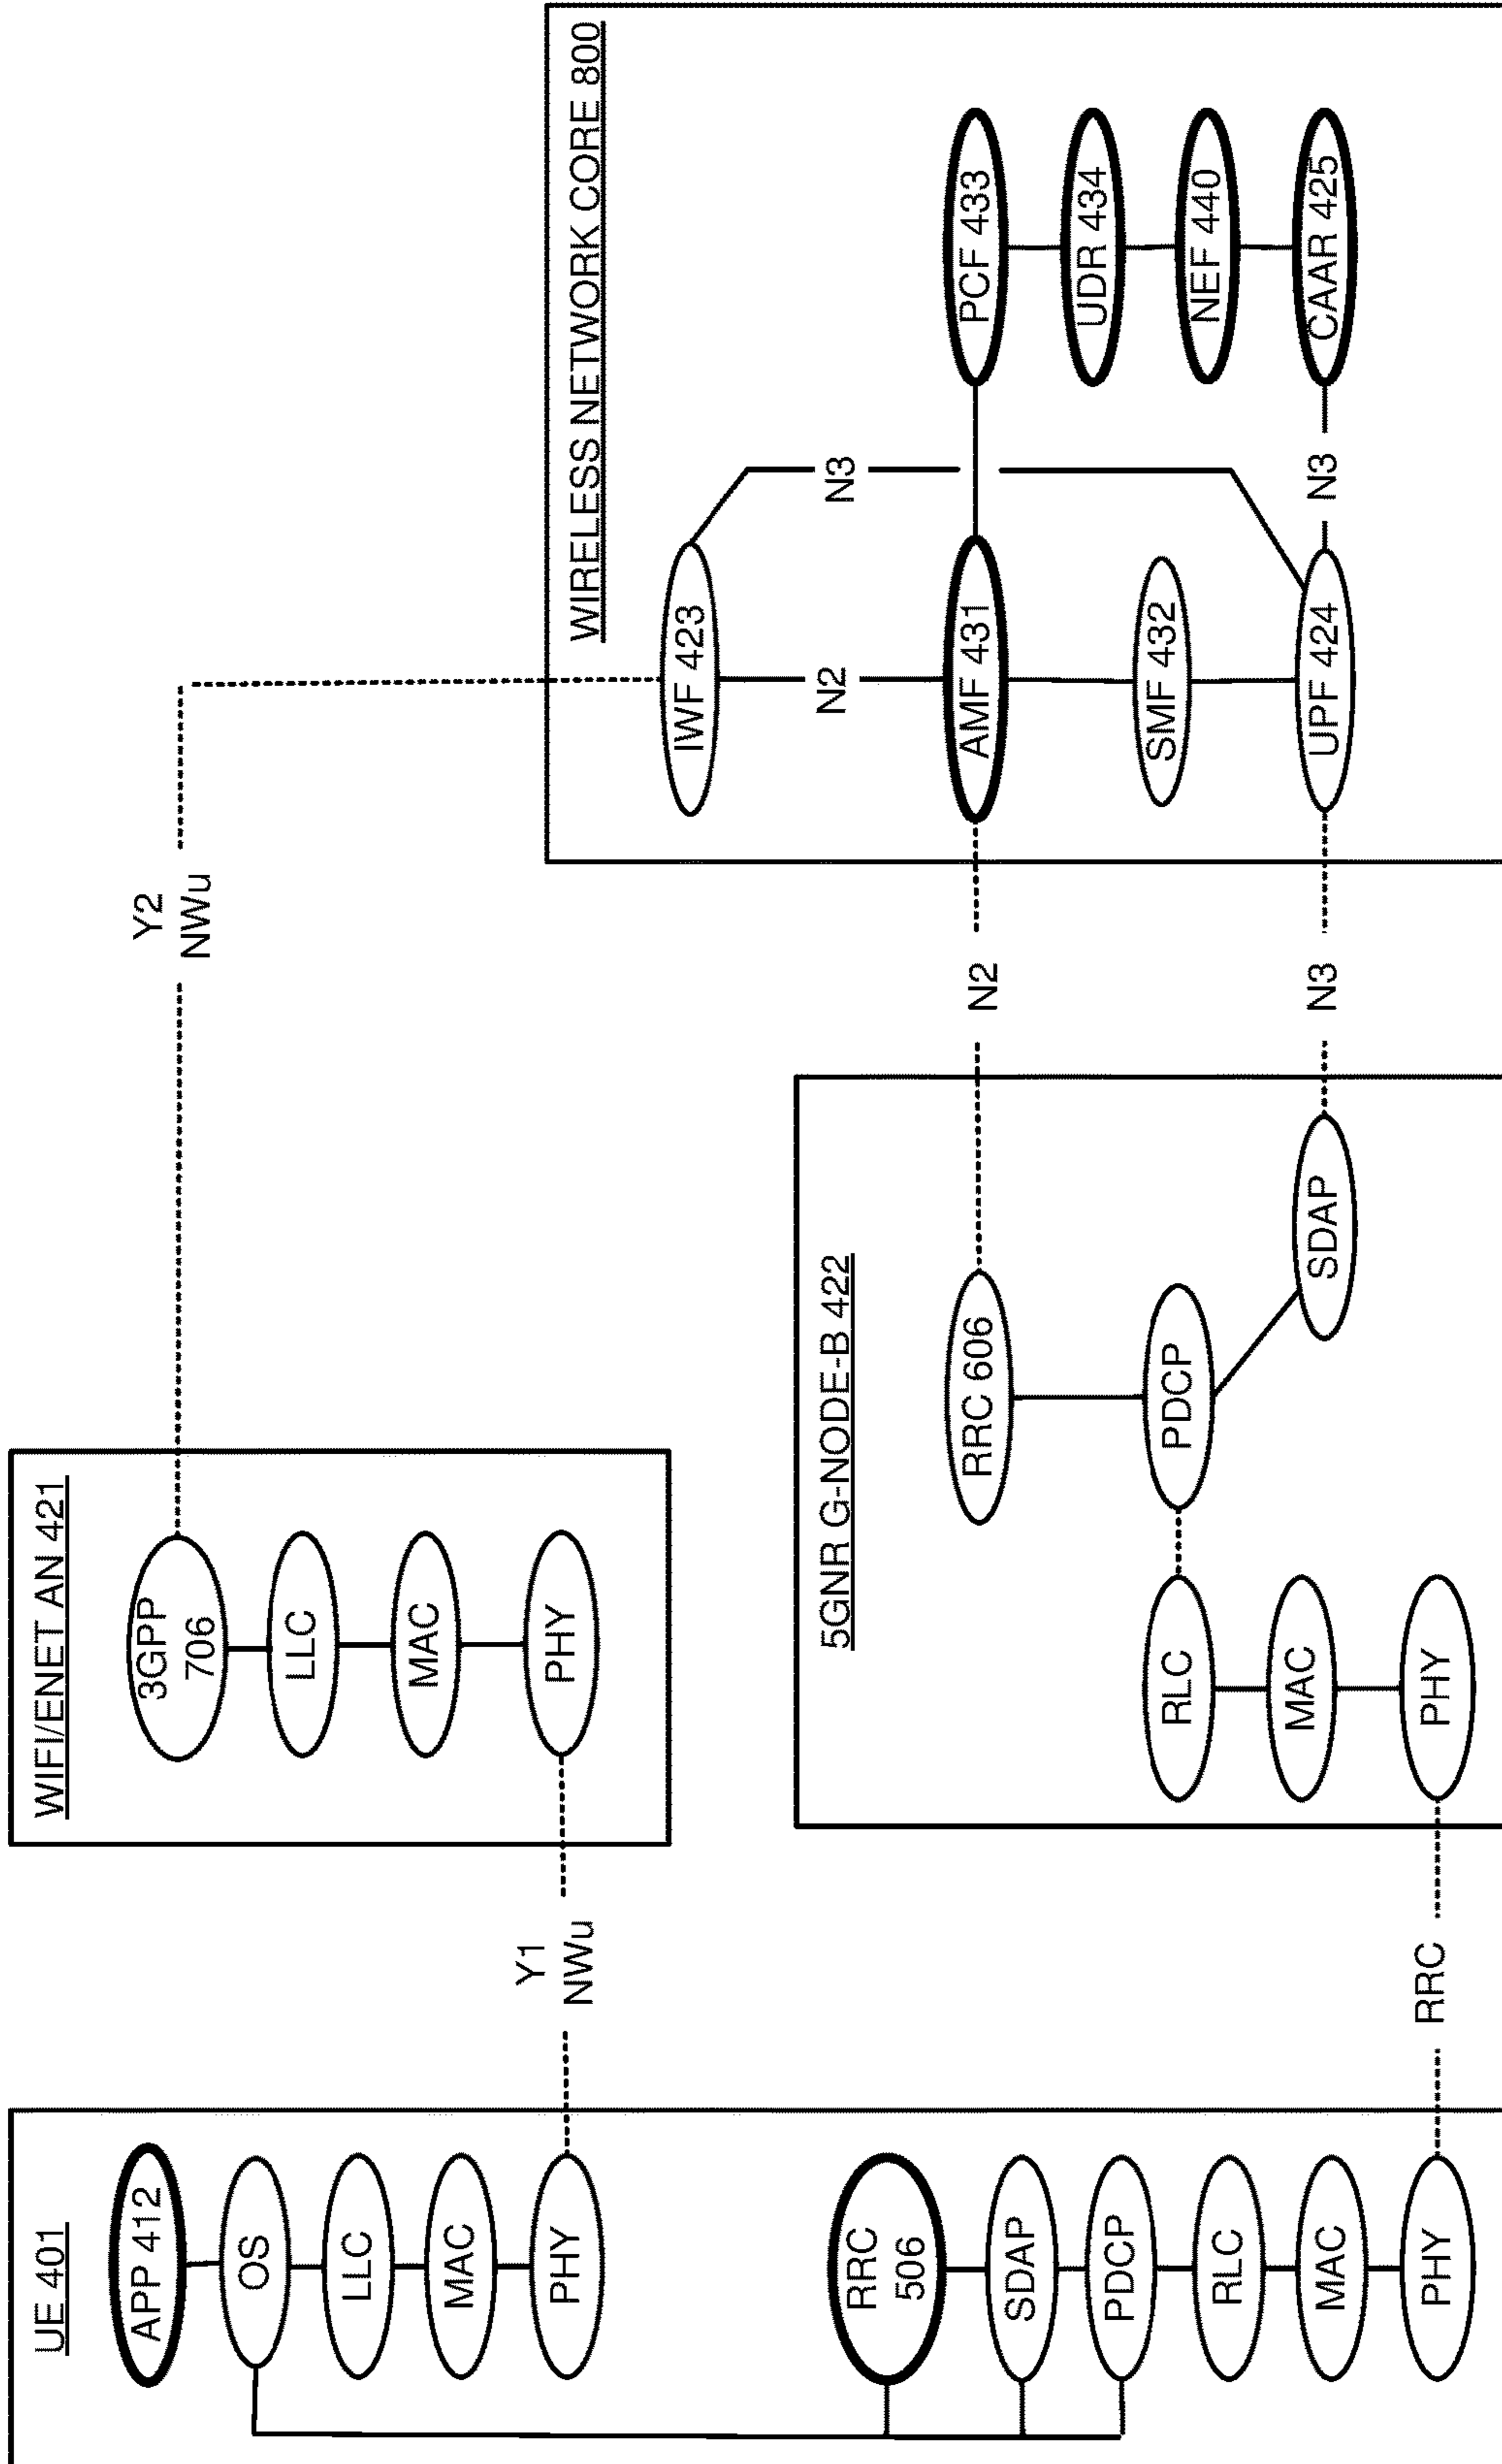 UE 401
APP 412
OS
LLC
MAC
PHY
RRC
506
SDAP
PDCP
RLC
MAC
PHY
Y1
NWu
RRC
WIFI/ENET AN 421
3GPP
706
LLC
MAC
PHY
5GNR G-NODE-B 422
RRC 606
PDCP
RLC
MAC
PHY
SDAP
Y2
NWu
N2
N3
WIRELESS NETWORK CORE 800
IWF 423
N2
N3
AMF 431
SMF 432
UPF 424
N3
PCF 433
UDR 434
NEF 440
CAAR 425